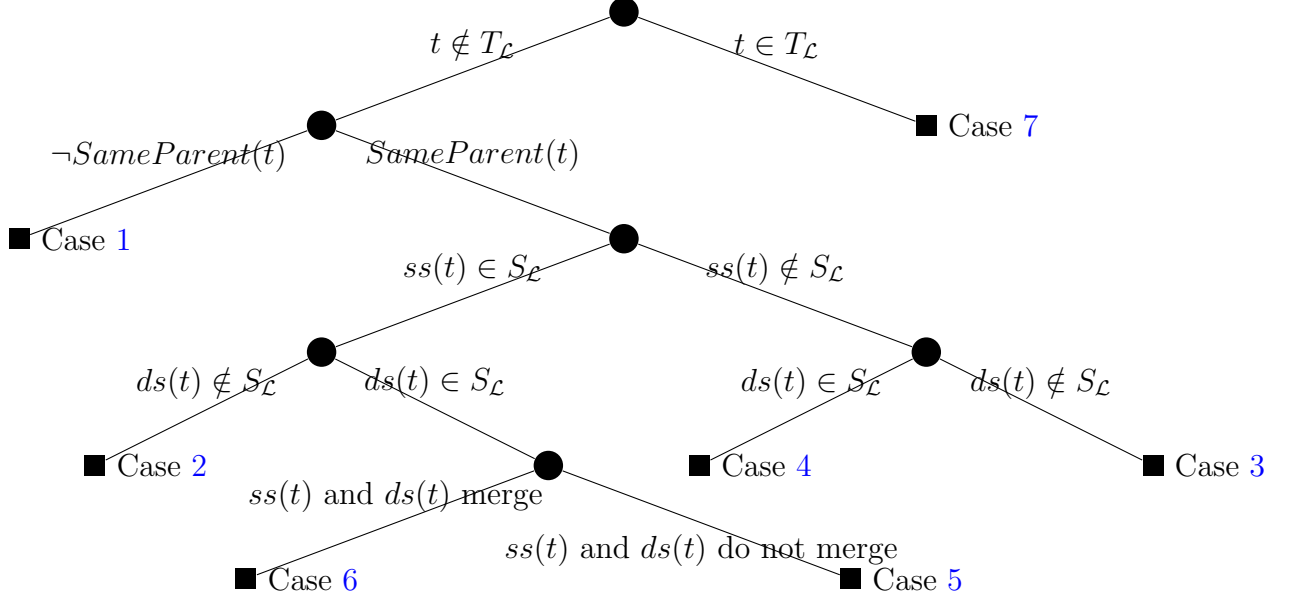 t ∉ T_ℒ
t ∈ T_ℒ
Case 7
¬SameParent(t)
SameParent(t)
Case 1
ss(t) ∈ S_ℒ
ss(t) ∉ S_ℒ
ds(t) ∉ S_ℒ
ds(t) ∈ S_ℒ
ds(t) ∈ S_ℒ
ds(t) ∉ S_ℒ
Case 2
Case 4
Case 3
ss(t) and ds(t) merge
ss(t) and ds(t) do not merge
Case 6
Case 5